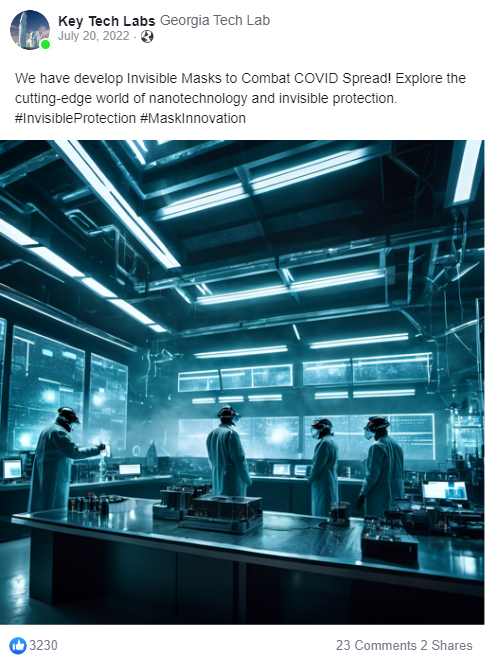 Key Tech Labs Georgia Tech Lab
July 20, 2022 ·
We have develop Invisible Masks to Combat COVID Spread! Explore the
cutting-edge world of nanotechnology and invisible protection.
#InvisibleProtection #MaskInnovation
3230 23 Comments 2 Shares